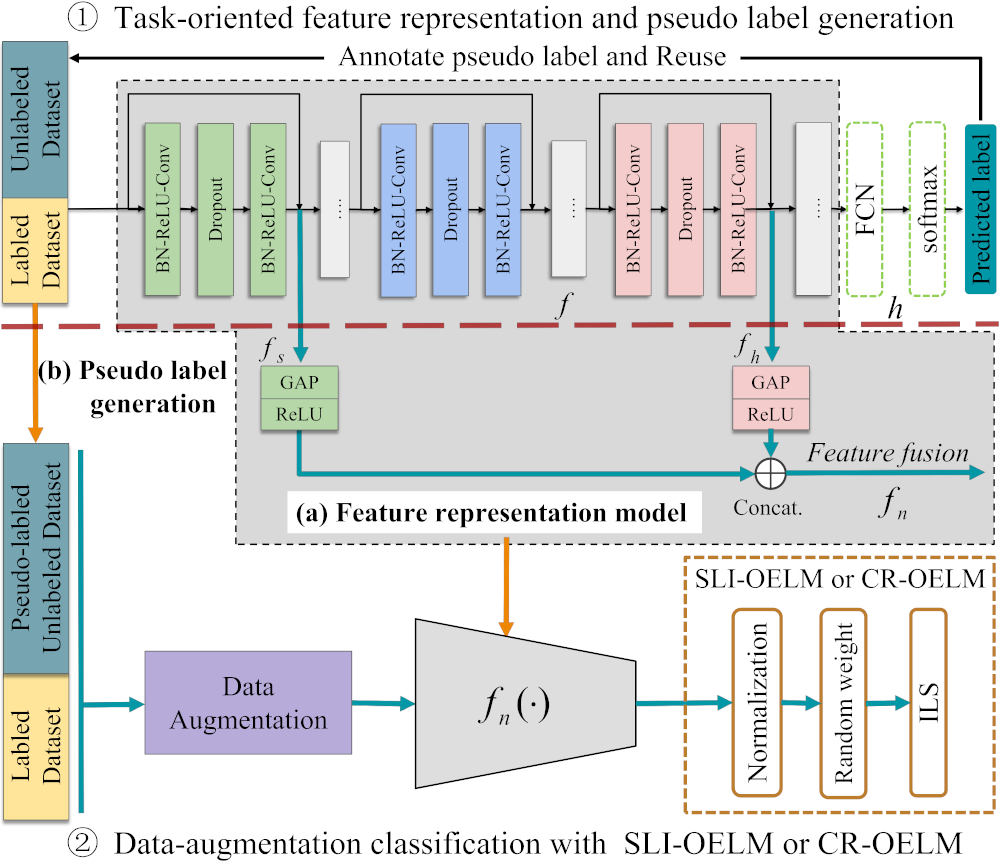 ① Task-oriented feature representation and pseudo label generation
Annotate pseudo label and Reuse
Unlabeled
Dataset
Labled
Dataset
BN-ReLU-Conv
Dropout
BN-ReLU-Conv
....
BN-ReLU-Conv
Dropout
BN-ReLU-Conv
....
BN-ReLU-Conv
Dropout
BN-ReLU-Conv
....
FCN
softmax
Predicted label
f
h
(b) Pseudo label
generation
f_s
GAP
ReLU
f_h
GAP
ReLU
Feature fusion
f_n
Concat.
(a) Feature representation model
Pseudo-labled
Unlabeled Dataset
Labled
Dataset
Data
Augmentation
f_n(·)
SLI-OELM or CR-OELM
Normalization
Random weight
ILS
② Data-augmentation classification with SLI-OELM or CR-OELM